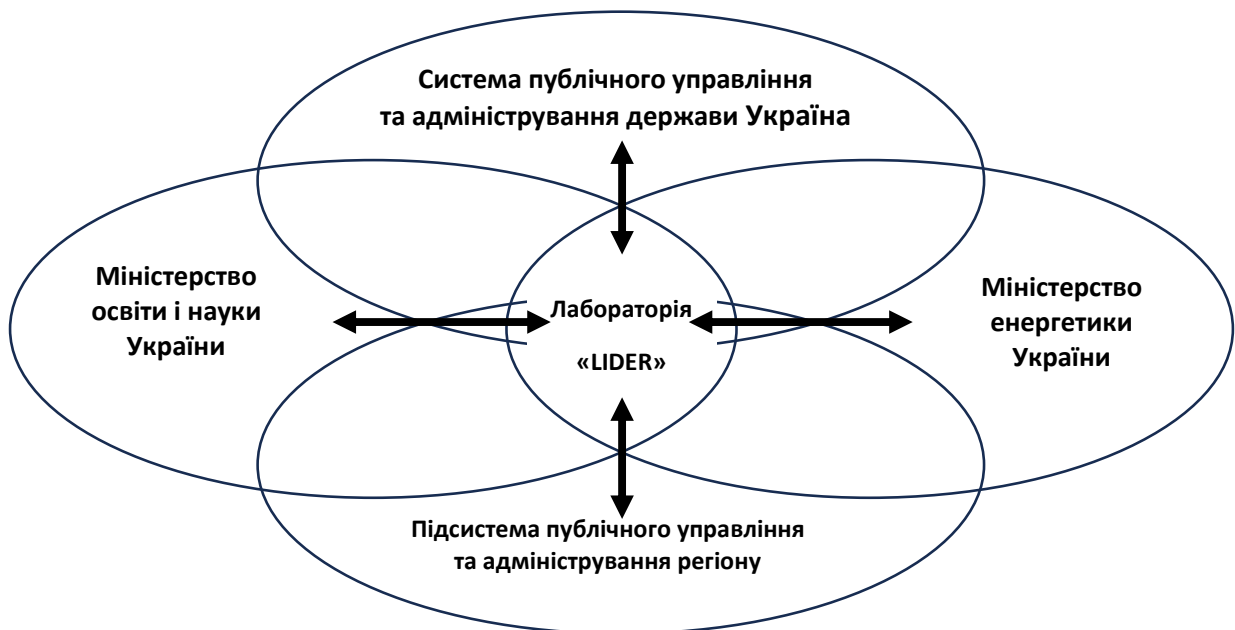 Система публічного управління
та адміністрування держави Україна
Міністерство
освіти і науки
України
Лабораторія
«LIDER»
Міністерство
енергетики
України
Підсистема публічного управління
та адміністрування регіону